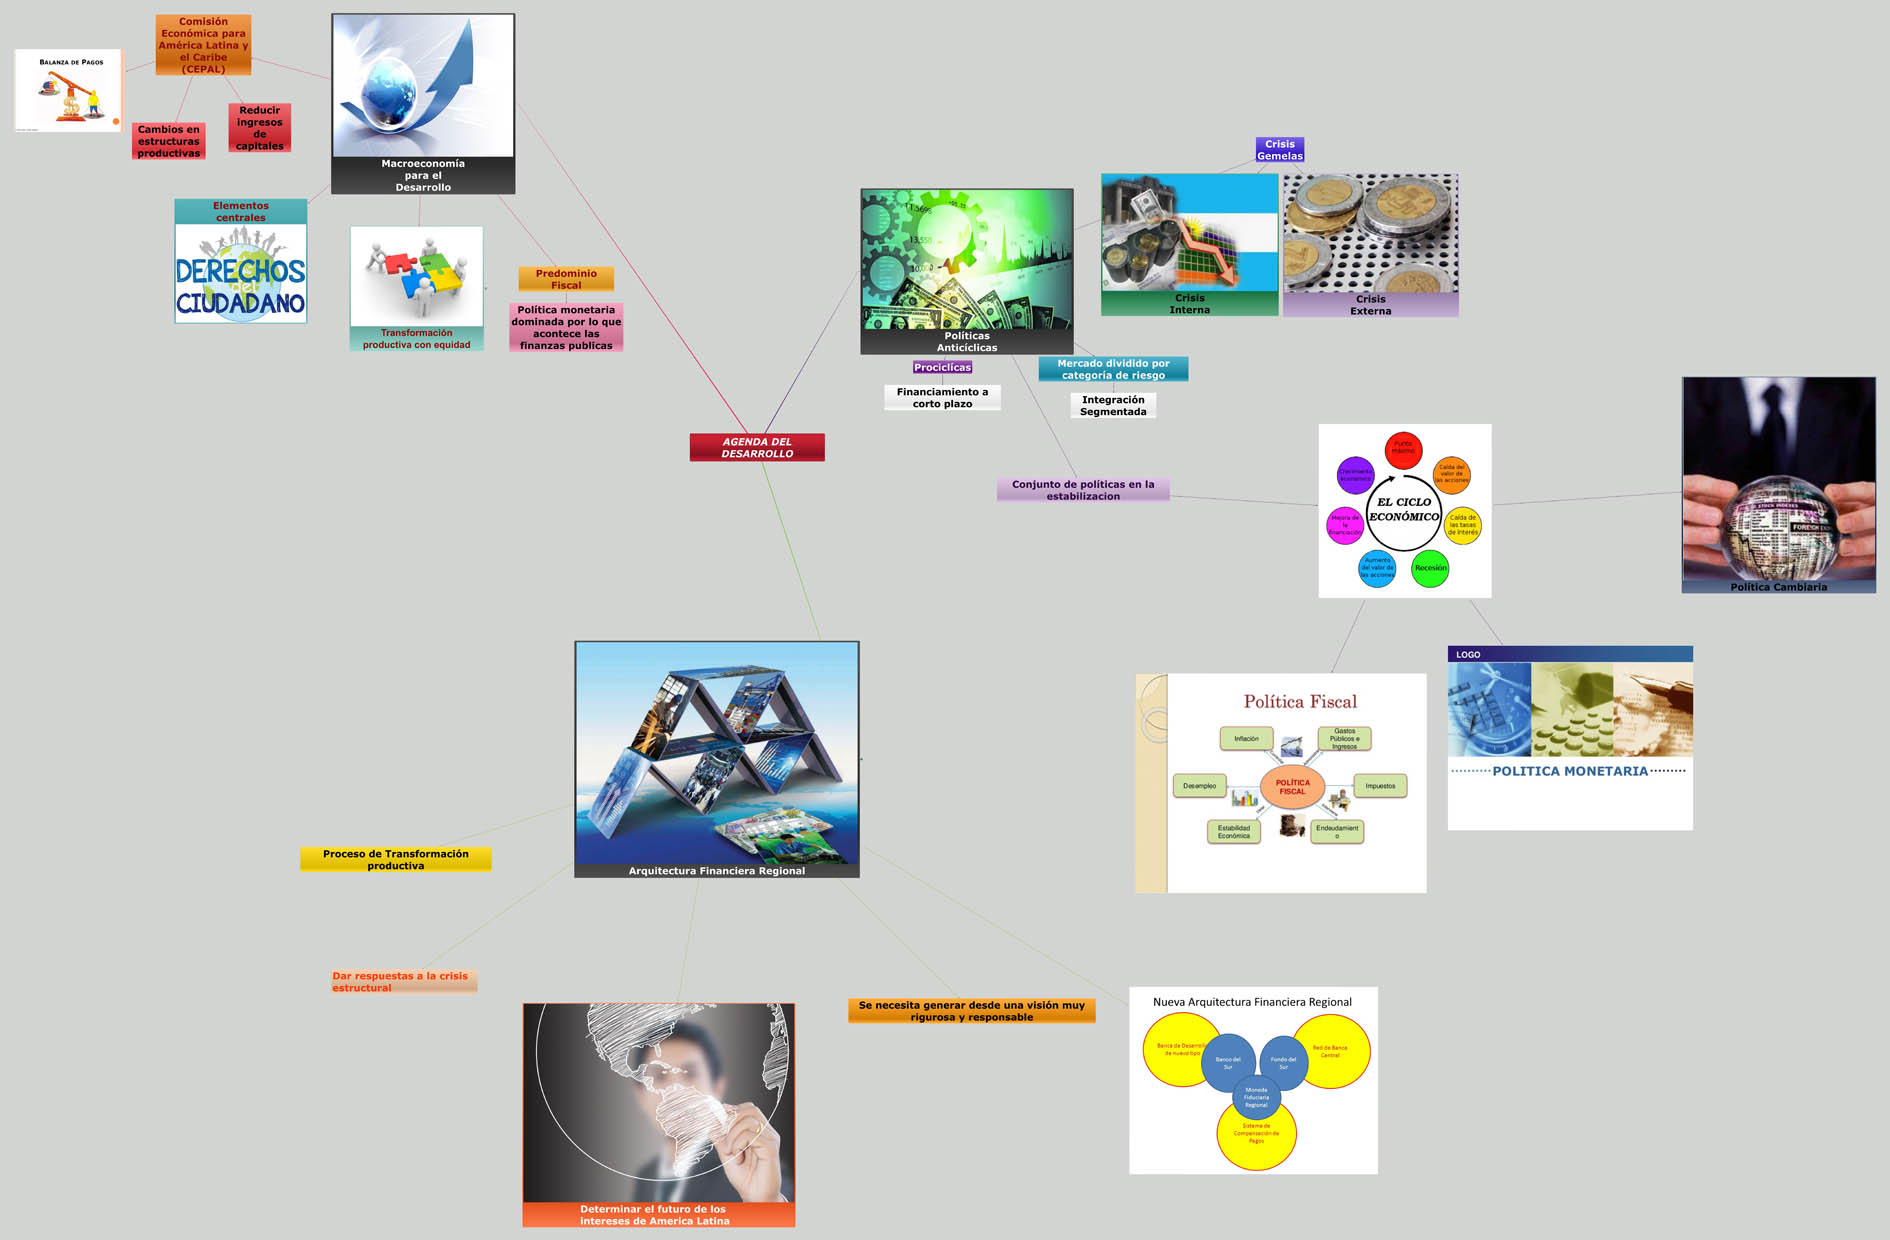 Comisión
Económica para
América Latina y
el Caribe
(CEPAL)
BALANZA DE PAGOS
Cambios en
estructuras
productivas
Reducir
ingresos
de
capitales
Macroeconomía
para el
Desarrollo
Elementos
centrales
DERECHOS
del
CIUDADANO
Transformación
productiva con equidad
Predominio
Fiscal
Política monetaria
dominada por lo que
acontece las
finanzas publicas
AGENDA DEL
DESARROLLO
Crisis
Gemelas
Crisis
Interna
Crisis
Externa
13,550
10,000
Políticas
Anticíclicas
Prociclícas
Financiamiento a
corto plazo
Mercado dividido por
categoría de riesgo
Integración
Segmentada
Conjunto de políticas en la
estabilizacion
EL CICLO
ECONÓMICO
Punto
máximo
Caída del
valor de
las acciones
Caída de
las tasas
de interés
Recesión
Aumento
del valor de
las acciones
Mejora de
la
financiación
Crecimiento
económico
STOCK INDEXES
FOREIGN
Política Cambiaria
Política Fiscal
Inflación
Gastos
Públicos e
Ingresos
Desempleo
POLÍTICA
FISCAL
Impuestos
Estabilidad
Económica
Endeudamient
o
LOGO
POLITICA MONETARIA
Arquitectura Financiera Regional
Proceso de Transformación
productiva
Dar respuestas a la crisis
estructural
Determinar el futuro de los
intereses de America Latina
Se necesita generar desde una visión muy
rigurosa y responsable
Nueva Arquitectura Financiera Regional
Banca de Desarrollo
de nuevo tipo
Banco del
Sur
Fondo del
Sur
Red de Banca
Central
Moneda
Fiduciaria
Regional
Sistema de
Compensación de
Pagos